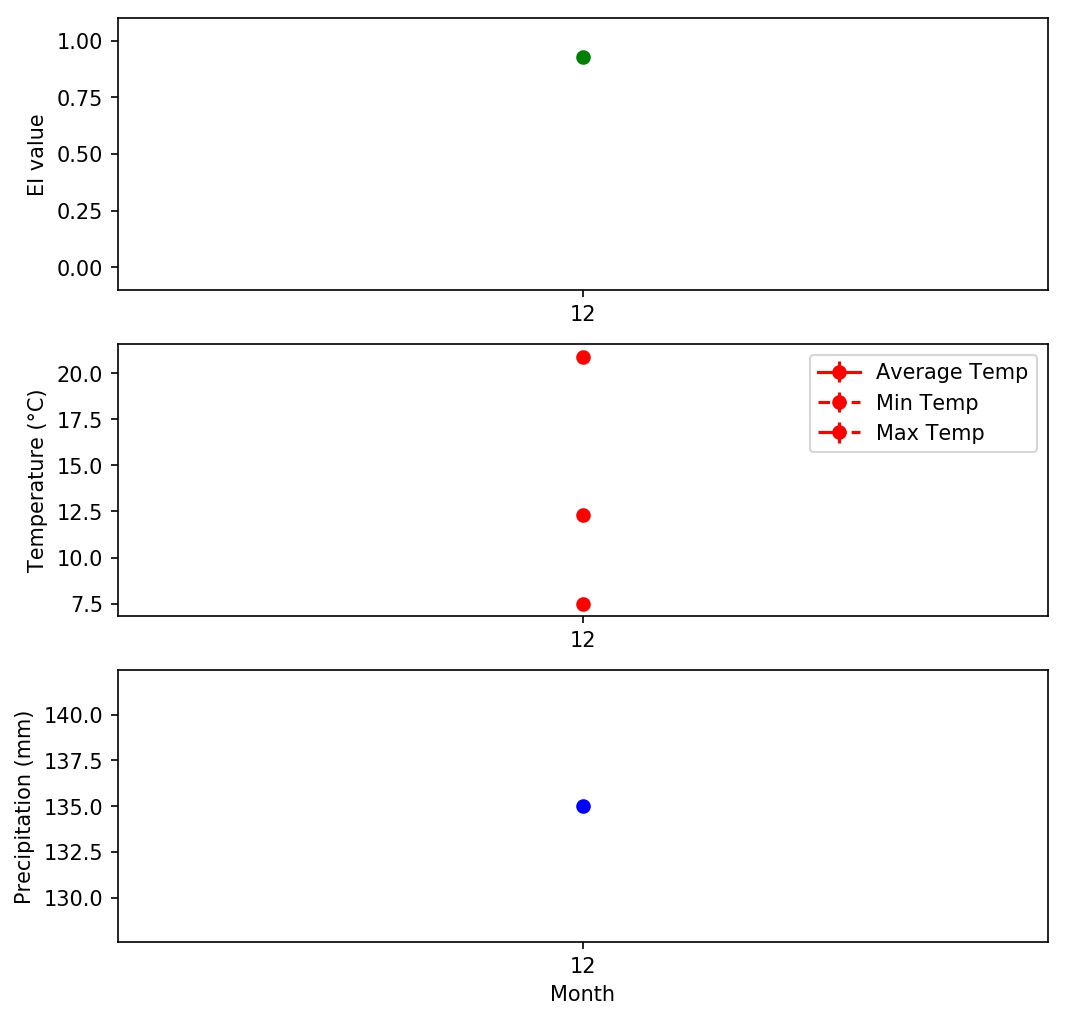 EI value
1.00
0.75
0.50
0.25
0.00
12
Temperature (°C)
20.0
17.5
15.0
12.5
10.0
7.5
Average Temp
Min Temp
Max Temp
12
Precipitation (mm)
140.0
137.5
135.0
132.5
130.0
12
Month